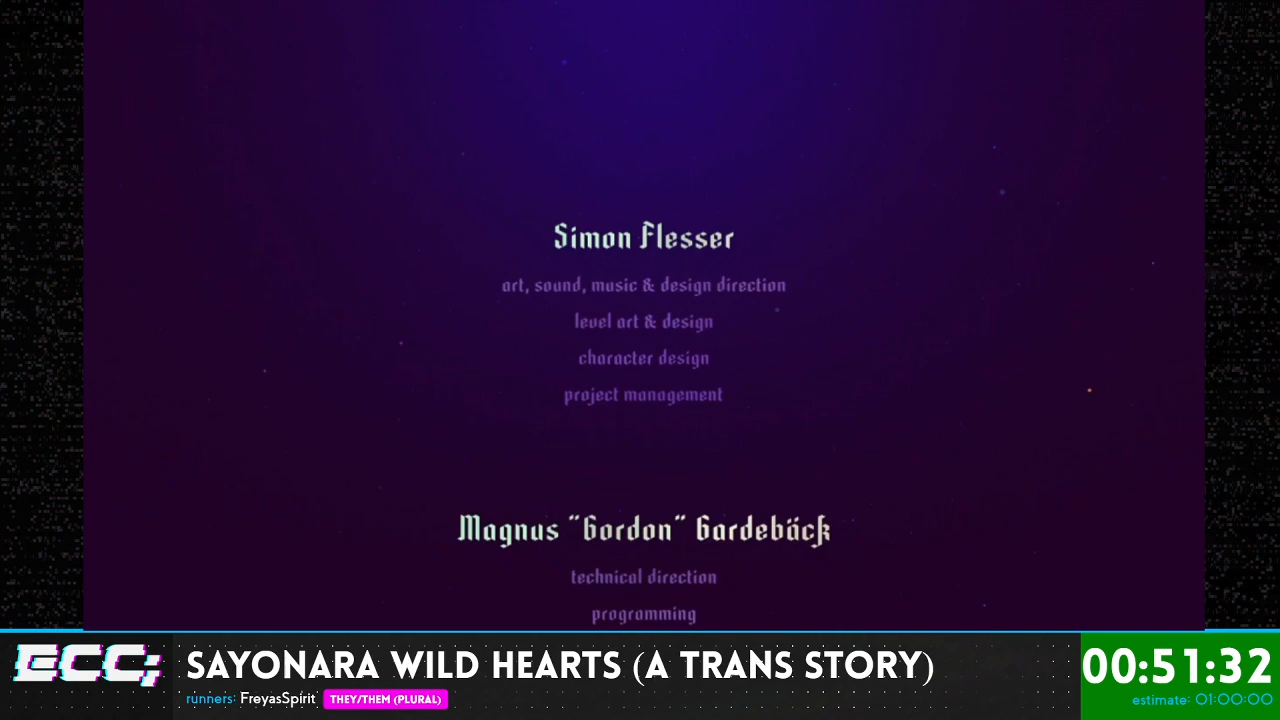 Simon Flesser
art, sound, music & design direction
level art & design
character design
project management
Magnus "Gordon" Gardebäck
technical direction
programming
ECC;
SAYONARA WILD HEARTS (A TRANS STORY)
runners: FreyasSpirit THEY/THEM (PLURAL)
00:51:32
estimate: 01:00:00